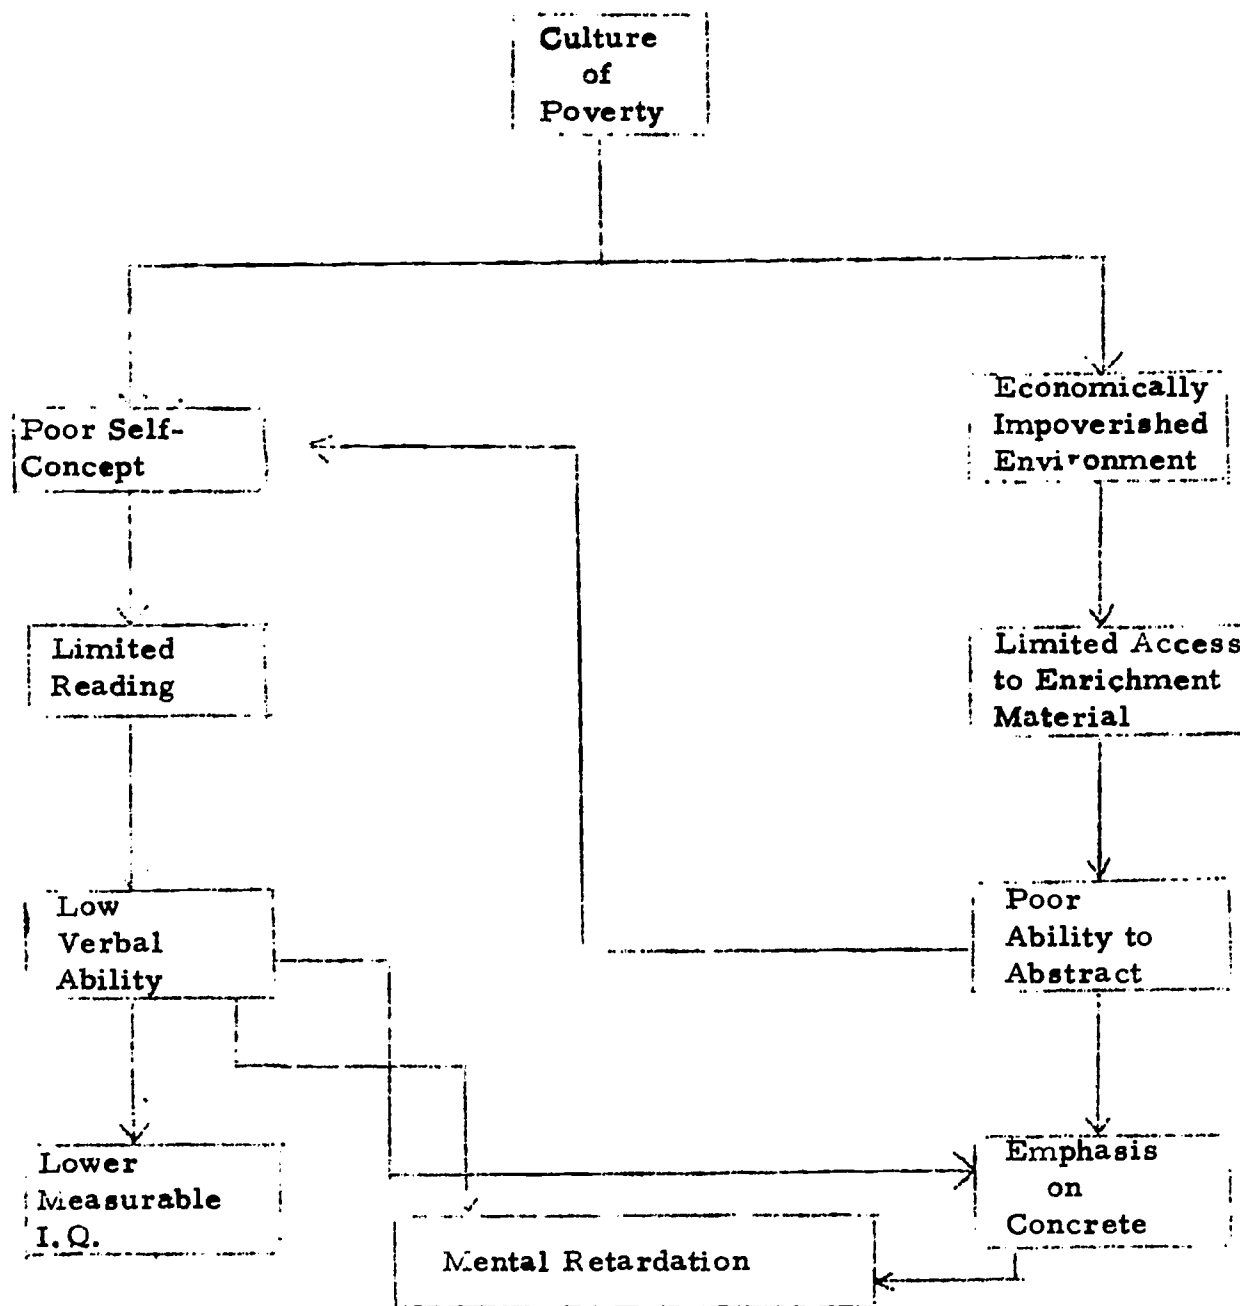 Culture
of
Poverty
Poor Self-
Concept
Economically
Impoverished
Environment
Limited
Reading
Limited Access
to Enrichment
Material
Low
Verbal
Ability
Poor
Ability to
Abstract
Lower
Measurable
I.Q.
Emphasis
on
Concrete
Mental Retardation